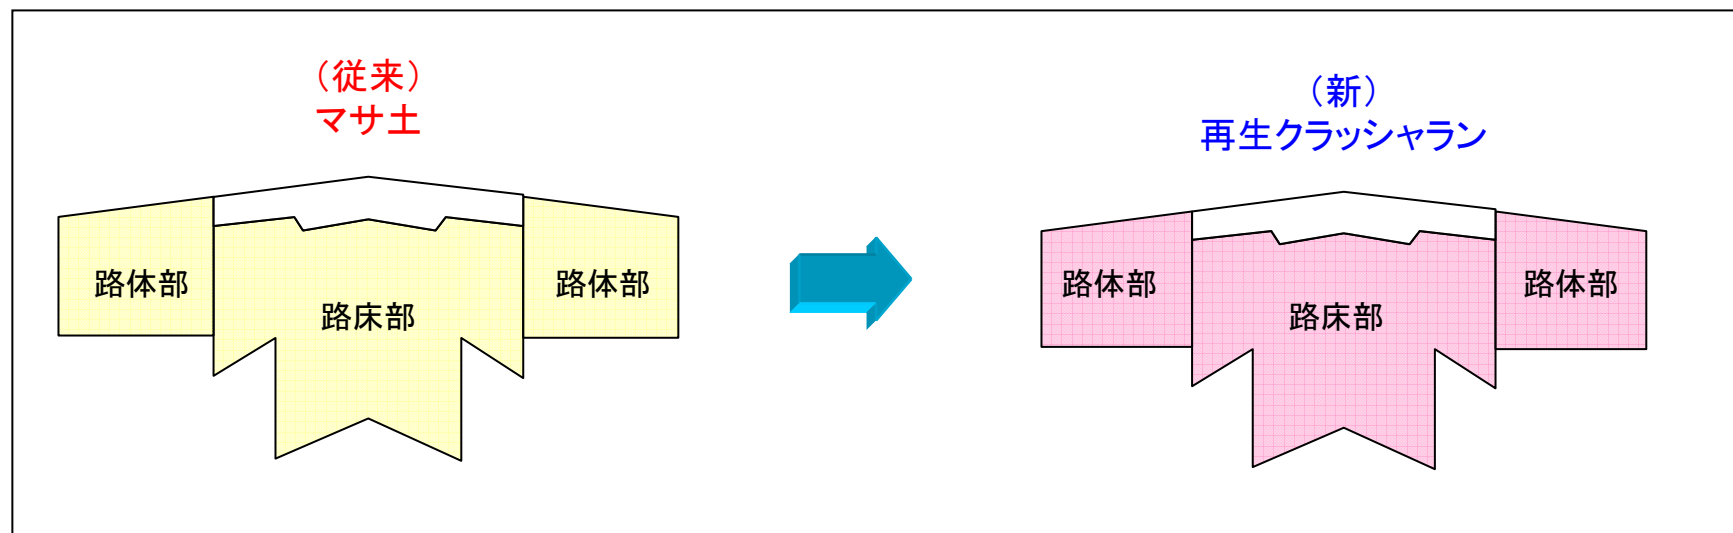 （従来）
マサ土
路体部
路床部
路体部
（新）
再生クラッシャラン
路体部
路床部
路体部